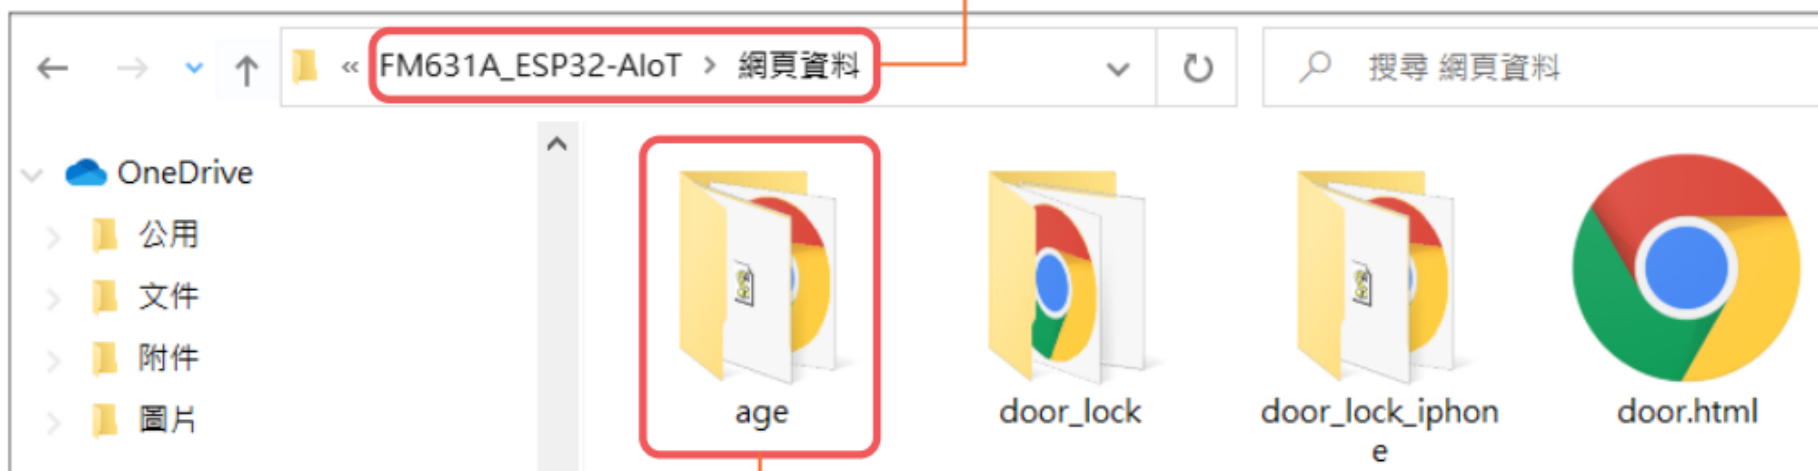 « FM631A_ESP32-AIoT > 網頁資料
搜尋 網頁資料
OneDrive
公用
文件
附件
圖片
age
door_lock
door_lock_iphon
e
door.html